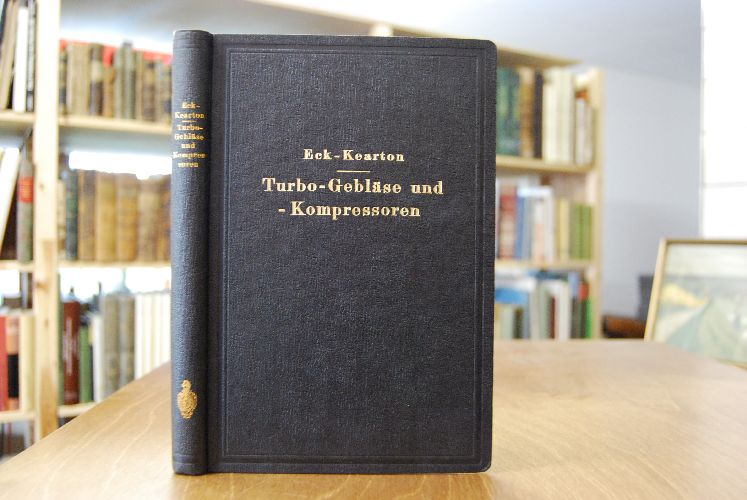 Eck-
Kearton
Turbo-
Gebläse
und
-Kompres-
soren
Eck-Kearton
Turbo-Gebläse und
-Kompressoren